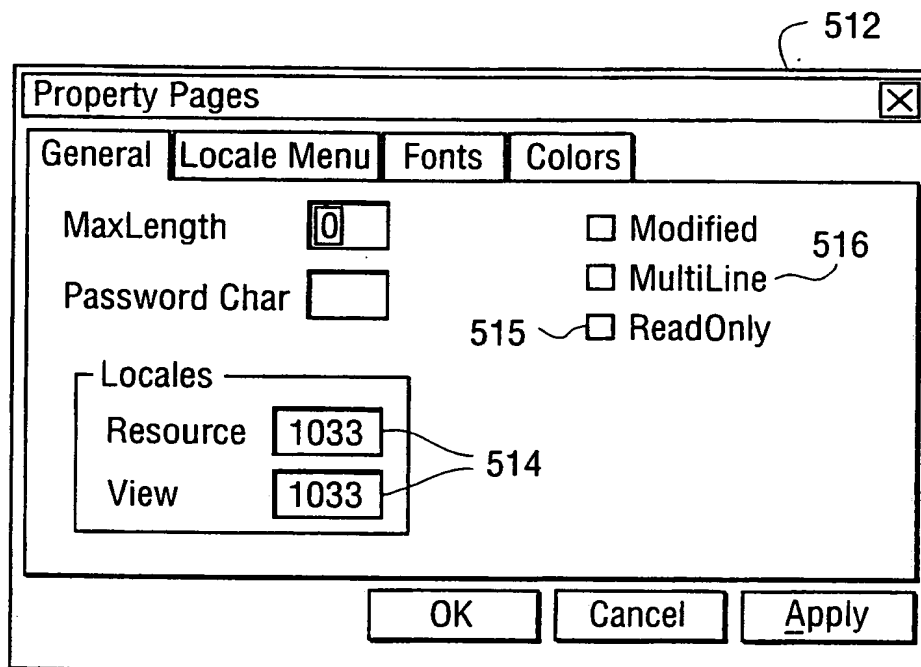 512
Property Pages
General Locale Menu Fonts Colors
MaxLength 0
Modified
516
MultiLine
Password Char
515
ReadOnly
Locales
Resource 1033
514
View 1033
OK Cancel Apply